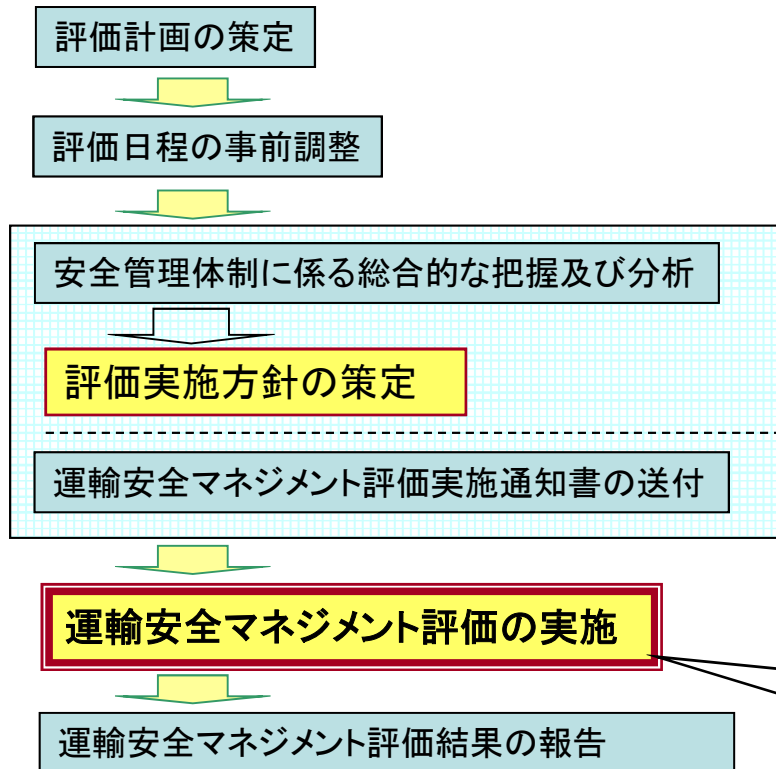 評価計画の策定
評価日程の事前調整
安全管理体制に係る総合的な把握及び分析
評価実施方針の策定
運輸安全マネジメント評価実施通知書の送付
運輸安全マネジメント評価の実施
運輸安全マネジメント評価結果の報告